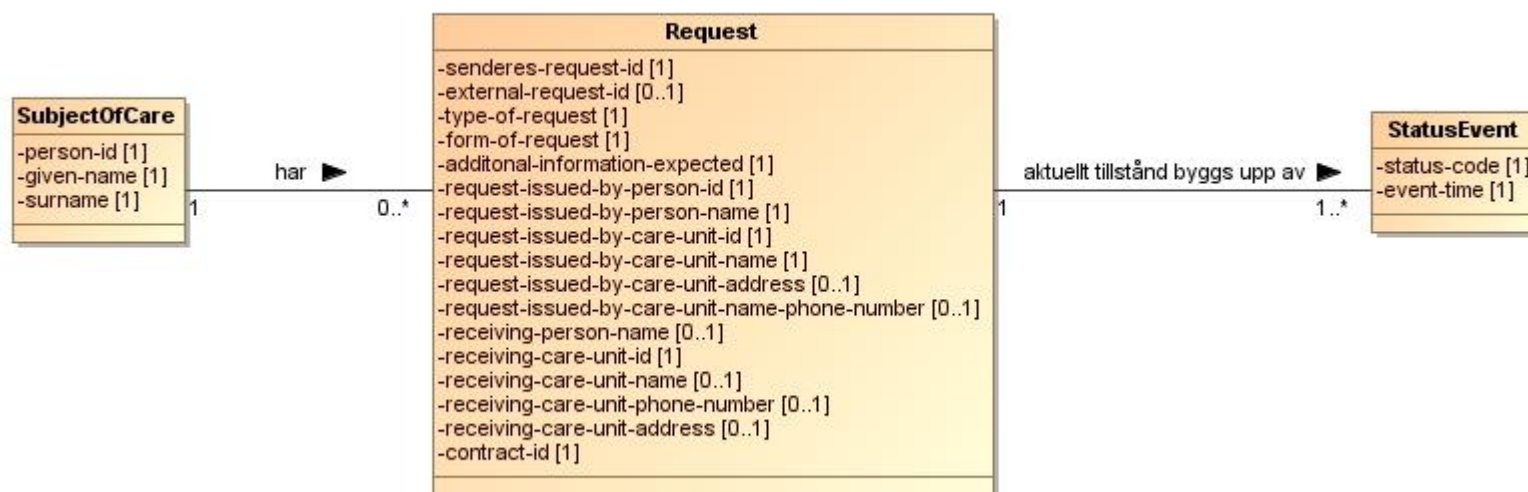 SubjectOfCare
-person-id [1]
-given-name [1]
-surname [1]
har
1
0..*
Request
-senderes-request-id [1]
-external-request-id [0..1]
-type-of-request [1]
-form-of-request [1]
-additonal-information-expected [1]
-request-issued-by-person-id [1]
-request-issued-by-person-name [1]
-request-issued-by-care-unit-id [1]
-request-issued-by-care-unit-name [1]
-request-issued-by-care-unit-address [0..1]
-request-issued-by-care-unit-name-phone-number [0..1]
-receiving-person-name [0..1]
-receiving-care-unit-id [1]
-receiving-care-unit-name [0..1]
-receiving-care-unit-phone-number [0..1]
-receiving-care-unit-address [0..1]
-contract-id [1]
aktuellt tillstånd byggs upp av
1
1..*
StatusEvent
-status-code [1]
-event-time [1]